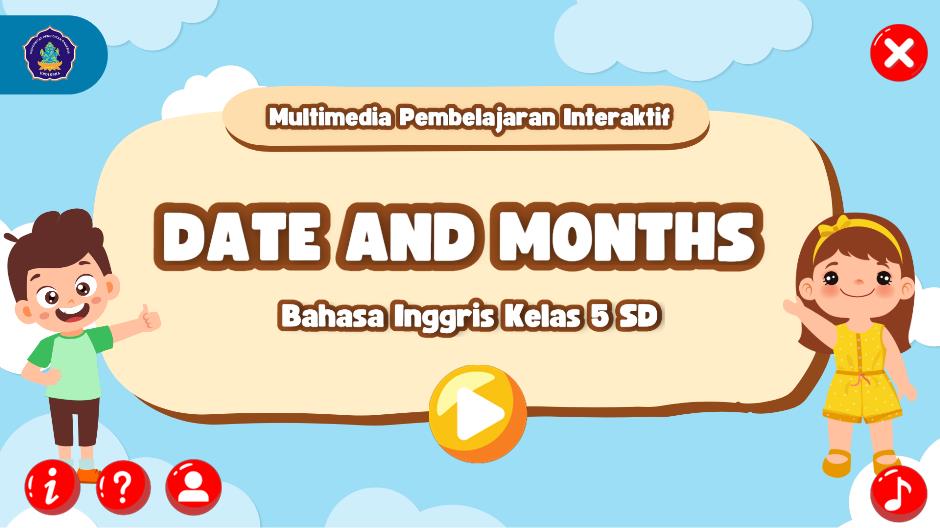 Multimedia Pembelajaran Interaktif
DATE AND MONTHS
Bahasa Inggris Kelas 5 SD
i
?